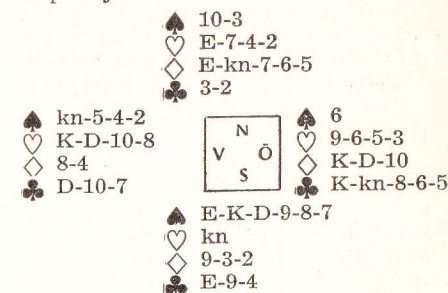 ♠ 10-3
♡ E-7-4-2
♢ E-kn-7-6-5
♣ 3-2
♠ kn-5-4-2
♡ K-D-10-8
♢ 8-4
♣ D-10-7
N
V Ö
S
♠ 6
♡ 9-6-5-3
♢ K-D-10
♣ K-kn-8-6-5
♠ E-K-D-9-8-7
♡ kn
♢ 9-3-2
♣ E-9-4